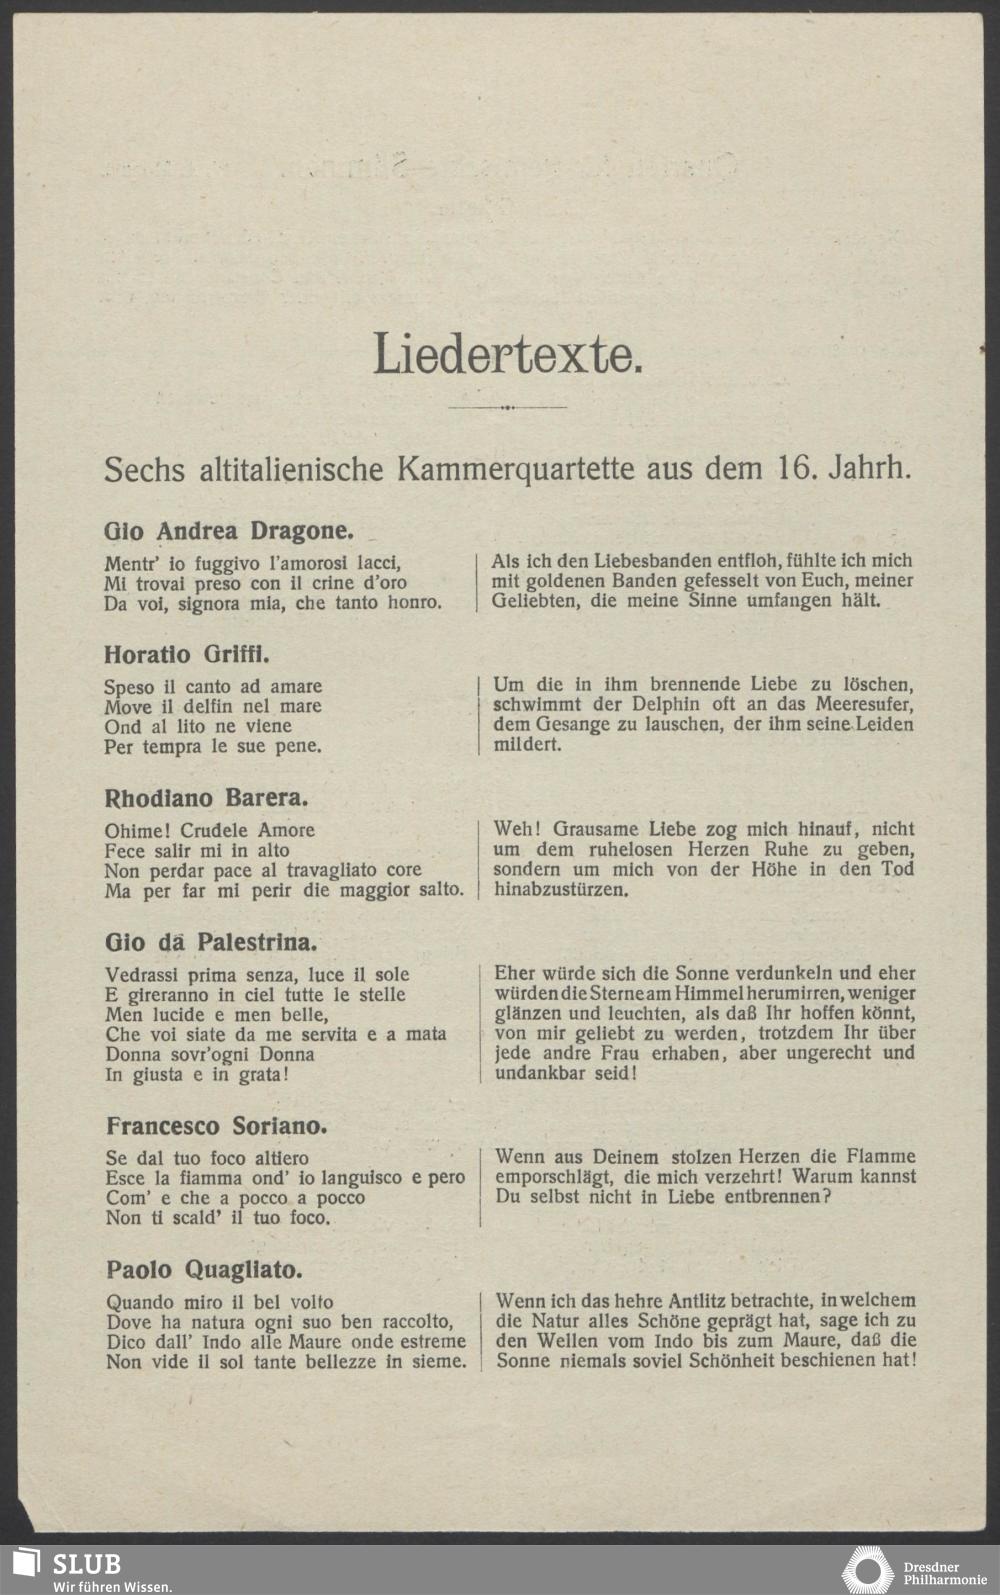 Liedertexte.
Sechs altitalienische Kammerquartette aus dem 16. Jahrh.
Gio Andrea Dragone.
Mentr' io fuggivo l'amorosi lacci,
Mi trovai preso con il crine d'oro
Da voi, signora mia, che tanto honro.
Als ich den Liebesbanden entfloh, fühlte ich mich
mit goldenen Banden gefesselt von Euch, meiner
Geliebten, die meine Sinne umfangen hält.
Horatio Griffi.
Speso il canto ad amare
Move il delfin nel mare
Ond al lito ne viene
Per tempra le sue pene.
Um die in ihm brennende Liebe zu löschen,
schwimmt der Delphin oft an das Meeresufer,
dem Gesange zu lauschen, der ihm seine Leiden
mildert.
Rhodiano Barera.
Ohime! Crudele Amore
Fece salir mi in alto
Non perdar pace al travagliato core
Ma per far mi perir die maggior salto.
Weh! Grausame Liebe zog mich hinauf, nicht
um dem ruhelosen Herzen Ruhe zu geben,
sondern um mich von der Höhe in den Tod
hinabzustürzen.
Gio da Palestrina.
Vedrassi prima senza, luce il sole
E gireranno in ciel tutte le stelle
Men lucide e men belle,
Che voi siate da me servita e a mata
Donna sovr'ogni Donna
In giusta e in grata!
Eher würde sich die Sonne verdunkeln und eher
würden die Sterne am Himmel herumirren, weniger
glänzen und leuchten, als daß Ihr hoffen könnt,
von mir geliebt zu werden, trotzdem Ihr über
jede andre Frau erhaben, aber ungerecht und
undankbar seid!
Francesco Soriano.
Se dal tuo foco altiero
Esce la fiamma ond' io languisco e pero
Com' e che a pocco a pocco
Non ti scald' il tuo foco.
Wenn aus Deinem stolzen Herzen die Flamme
emporschlägt, die mich verzehrt! Warum kannst
Du selbst nicht in Liebe entbrennen?
Paolo Quagliato.
Quando miro il bel volto
Dove ha natura ogni suo ben raccolto,
Dico dall' Indo alle Maure onde estreme
Non vide il sol tante bellezze in sieme.
Wenn ich das hehre Antlitz betrachte, in welchem
die Natur alles Schöne geprägt hat, sage ich zu
den Wellen vom Indo bis zum Maure, daß die
Sonne niemals soviel Schönheit beschienen hat!
SLUB
Wir führen Wissen.
Dresdner
Philharmonie